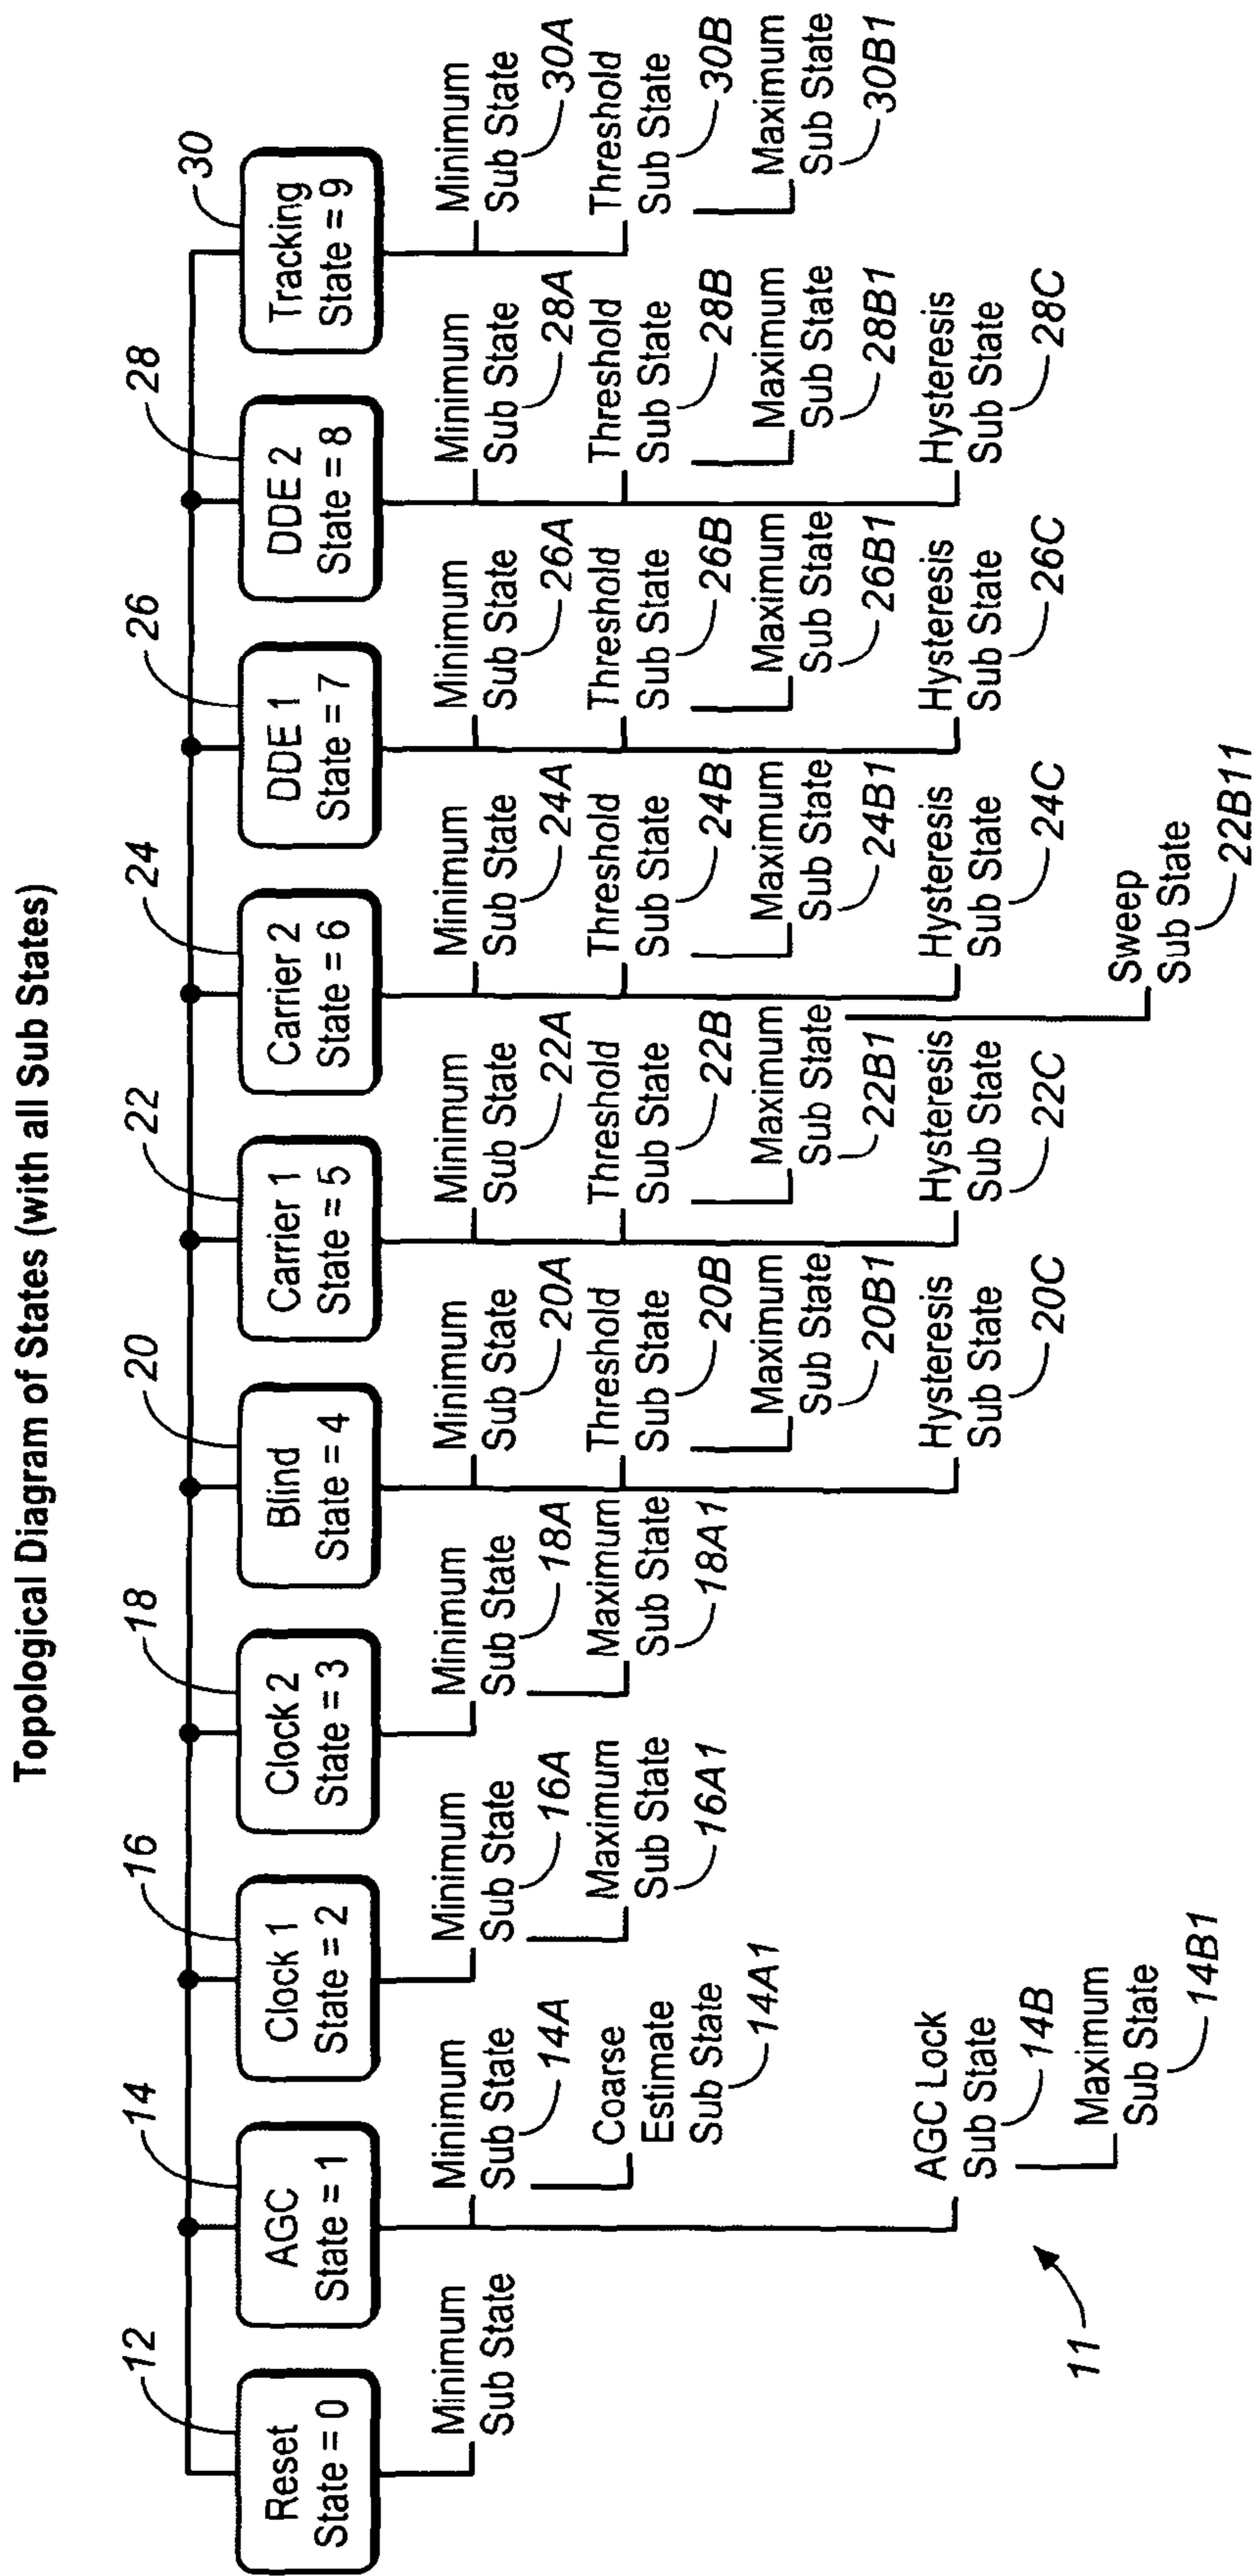 Topological Diagram of States (with all Sub States)
12
Reset
State = 0
Minimum
Sub State
14
AGC
State = 1
Minimum
Sub State
14A
Coarse
Estimate
Sub State
14A1
AGC Lock
Sub State
14B
Maximum
Sub State
14B1
16
Clock 1
State = 2
Minimum
Sub State
16A
Maximum
Sub State
16A1
18
Clock 2
State = 3
Minimum
Sub State
18A
Maximum
Sub State
18A1
20
Blind
State = 4
Minimum
Sub State
20A
Threshold
Sub State
20B
Maximum
Sub State
20B1
Hysteresis
Sub State
20C
22
Carrier 1
State = 5
Minimum
Sub State
22A
Threshold
Sub State
22B
Maximum
Sub State
22B1
Hysteresis
Sub State
22C
Sweep
Sub State
22B11
24
Carrier 2
State = 6
Minimum
Sub State
24A
Threshold
Sub State
24B
Maximum
Sub State
24B1
Hysteresis
Sub State
24C
26
DDE 1
State = 7
Minimum
Sub State
26A
Threshold
Sub State
26B
Maximum
Sub State
26B1
Hysteresis
Sub State
26C
28
DDE 2
State = 8
Minimum
Sub State
28A
Threshold
Sub State
28B
Maximum
Sub State
28B1
Hysteresis
Sub State
28C
30
Tracking
State = 9
Minimum
Sub State
30A
Threshold
Sub State
30B
Maximum
Sub State
30B1
11